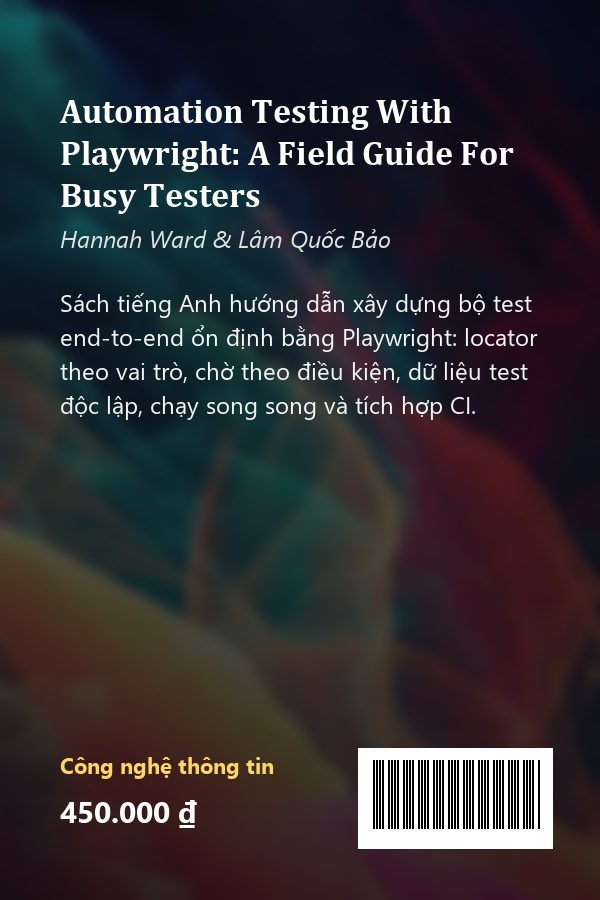 Automation Testing With
Playwright: A Field Guide For
Busy Testers
Hannah Ward & Lâm Quốc Bảo
Sách tiếng Anh hướng dẫn xây dựng bộ test
end-to-end ổn định bằng Playwright: locator
theo vai trò, chờ theo điều kiện, dữ liệu test
độc lập, chạy song song và tích hợp CI.
Công nghệ thông tin
450.000 ₫